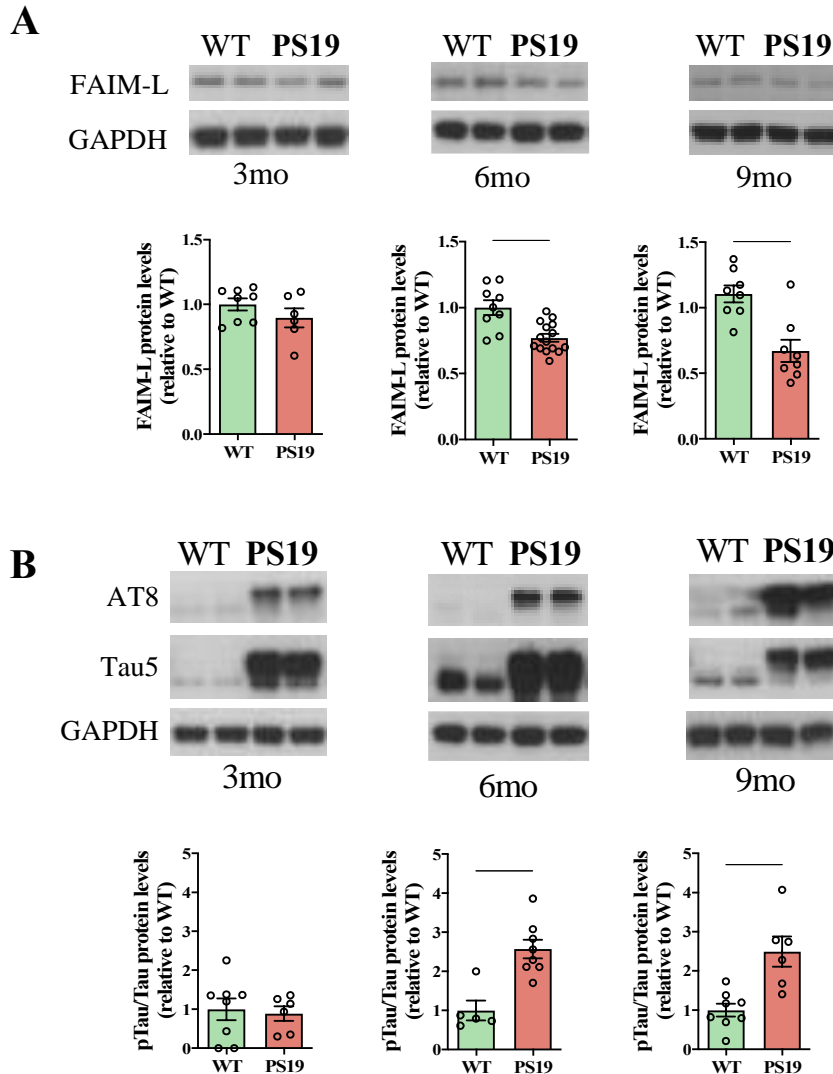 A
WT PS19 WT PS19 WT PS19
FAIM-L
GAPDH
3mo 6mo 9mo
FAIM-L protein levels
(relative to WT)
1.5
1.0
0.5
0.0
WT PS19
FAIM-L protein levels
(relative to WT)
1.5
1.0
0.5
0.0
WT PS19
FAIM-L protein levels
(relative to WT)
1.5
1.0
0.5
0.0
WT PS19
B
WT PS19 WT PS19 WT PS19
AT8
Tau5
GAPDH
3mo 6mo 9mo
pTau/Tau protein levels
(relative to WT)
5
4
3
2
1
0
WT PS19
pTau/Tau protein levels
(relative to WT)
5
4
3
2
1
0
WT PS19
pTau/Tau protein levels
(relative to WT)
5
4
3
2
1
0
WT PS19